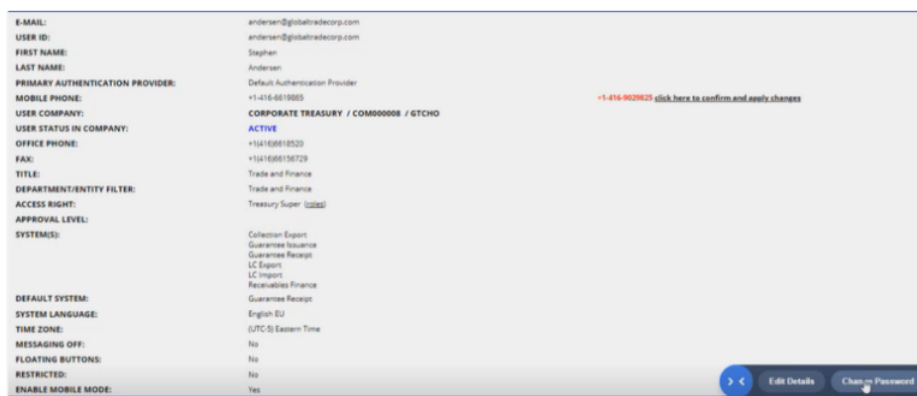 E-MAIL: andersen@globaltradecorp.com
USER ID: andersen@globaltradecorp.com
FIRST NAME: Stephen
LAST NAME: Andersen
PRIMARY AUTHENTICATION PROVIDER: Default Authentication Provider
MOBILE PHONE: +1-416-6619865 +1-416-9029825 click here to confirm and apply changes
USER COMPANY: CORPORATE TREASURY / COM000008 / GTCHO
USER STATUS IN COMPANY: ACTIVE
OFFICE PHONE: +1(416)6618520
FAX: +1(416)66156729
TITLE: Trade and Finance
DEPARTMENT/ENTITY FILTER: Trade and Finance
ACCESS RIGHT: Treasury Super (roles)
APPROVAL LEVEL:
SYSTEM(S): Collection Export
Guarantee Issuance
Guarantee Receipt
LC Export
LC Import
Receivables Finance
DEFAULT SYSTEM: Guarantee Receipt
SYSTEM LANGUAGE: English EU
TIME ZONE: (UTC-5) Eastern Time
MESSAGING OFF: No
FLOATING BUTTONS: No
RESTRICTED: No
ENABLE MOBILE MODE: Yes
Edit Details Change Password